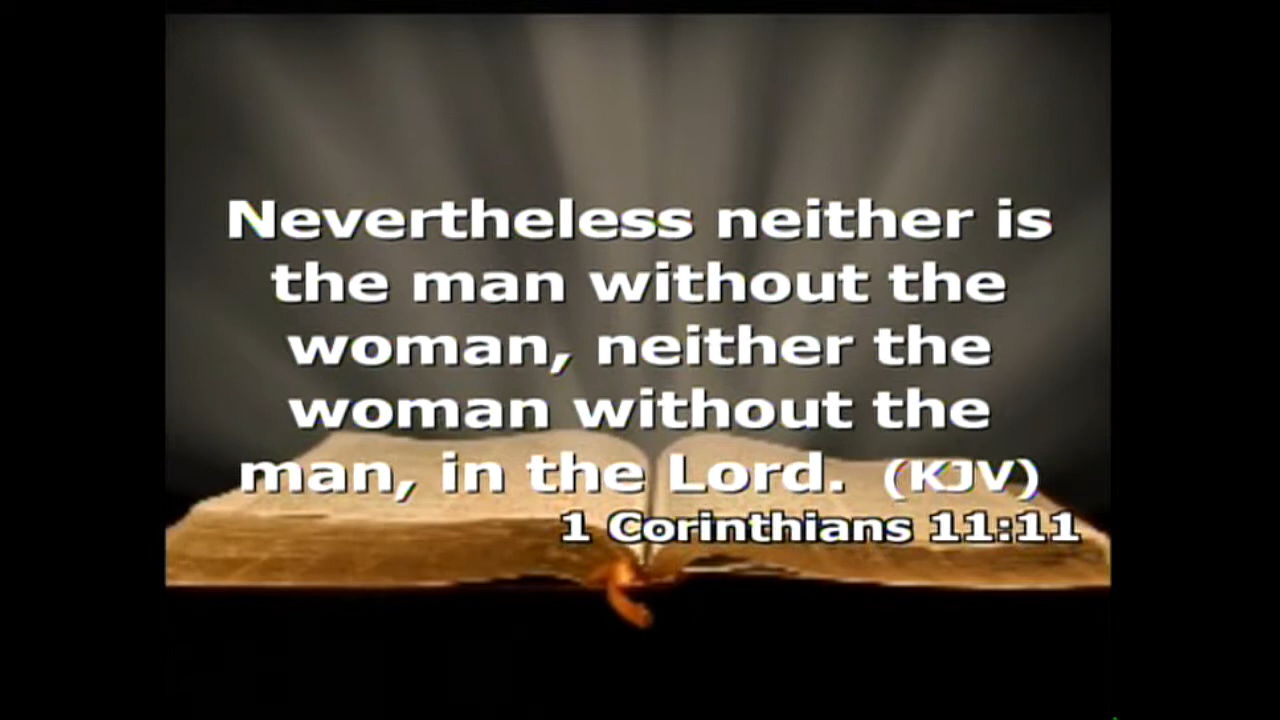 Nevertheless neither is
the man without the
woman, neither the
woman without the
man, in the Lord. (KJV)
1 Corinthians 11:11